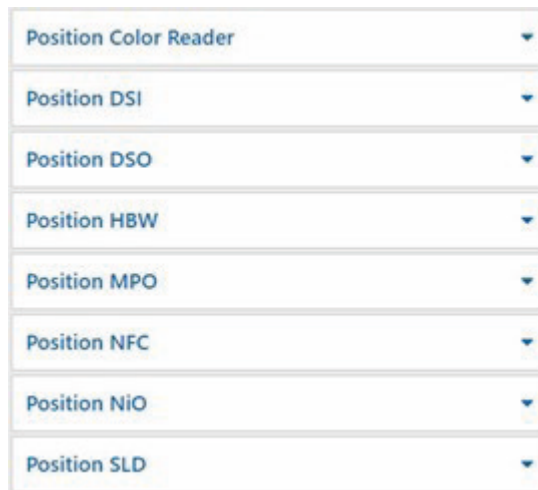 Position Color Reader
Position DSI
Position DSO
Position HBW
Position MPO
Position NFC
Position NiO
Position SLD